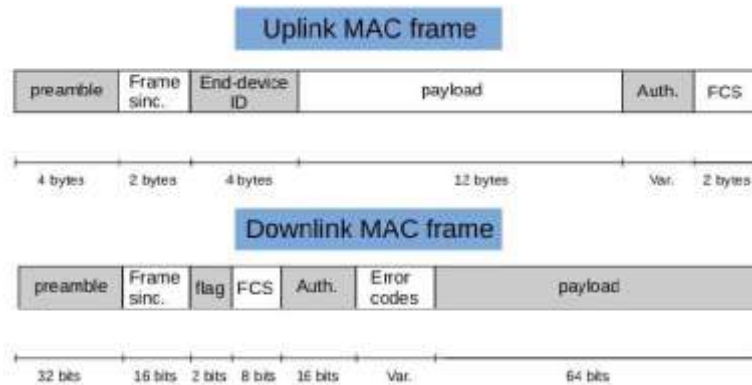 Uplink MAC frame
preamble
Frame
sinc.
End-device
ID
payload
Auth.
FCS
4 bytes
2 bytes
4 bytes
12 bytes
Var.
2 bytes
Downlink MAC frame
preamble
Frame
sinc.
flag
FCS
Auth.
Error
codes
payload
32 bits
16 bits
2 bits
8 bits
16 bits
Var.
64 bits